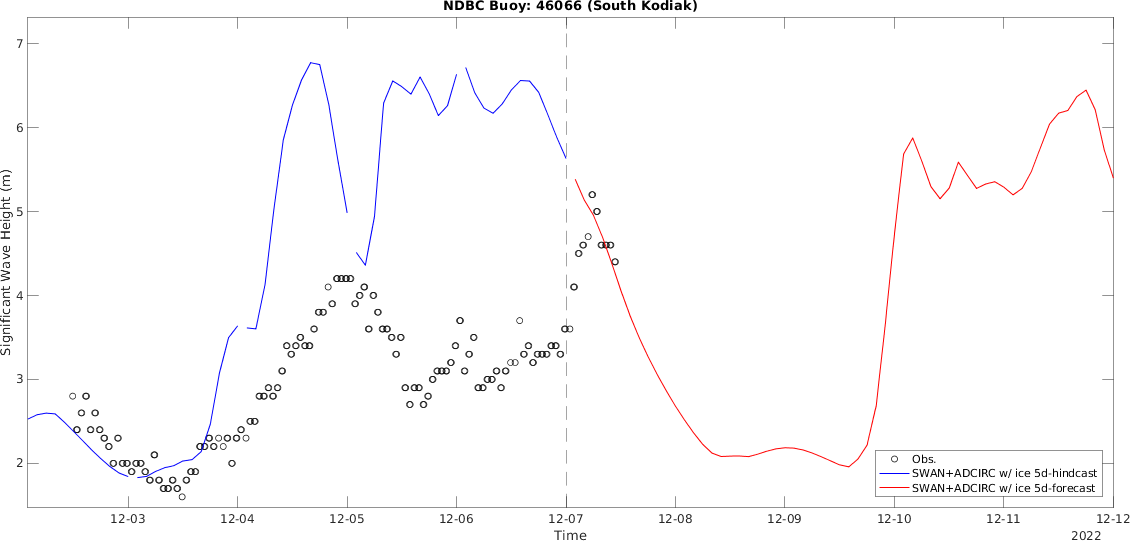 NDBC Buoy: 46066 (South Kodiak)
Significant Wave Height (m)
7
6
5
4
3
2
Obs.
SWAN+ADCIRC w/ ice 5d-hindcast
SWAN+ADCIRC w/ ice 5d-forecast
12-03 12-04 12-05 12-06 12-07 12-08 12-09 12-10 12-11 12-12
Time
2022